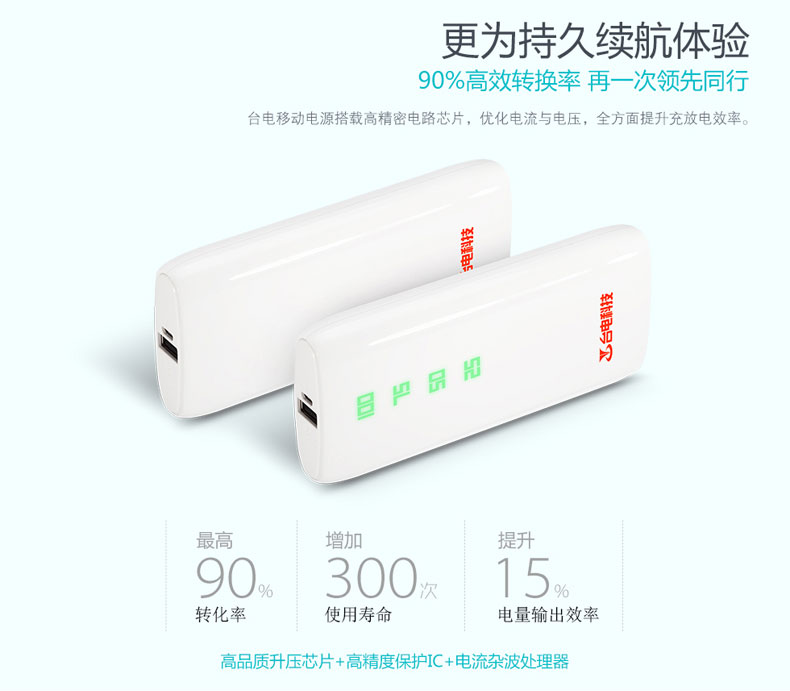 更为持久续航体验
90%高效转换率 再一次领先同行
台电移动电源搭载高精密电路芯片，优化电流与电压，全方面提升充放电效率。
台电科技
台电科技
100 75 50 25
最高
90%
转化率
增加
300次
使用寿命
提升
15%
电量输出效率
高品质升压芯片+高精度保护IC+电流杂波处理器